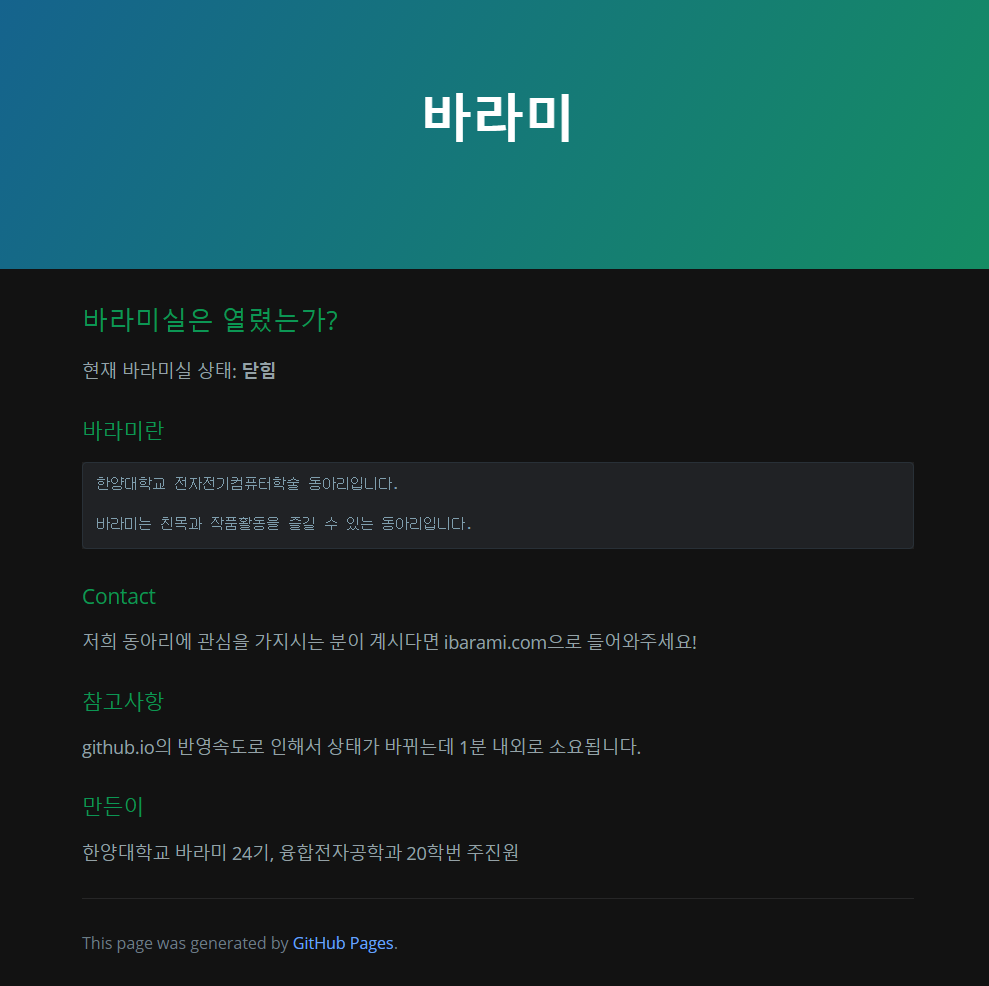 바라미
바라미실은 열렸는가?
현재 바라미실 상태: 닫힘
바라미란
한양대학교 전자전기컴퓨터학술 동아리입니다.
바라미는 친목과 작품활동을 즐길 수 있는 동아리입니다.
Contact
저희 동아리에 관심을 가지시는 분이 계시다면 ibarami.com으로 들어와주세요!
참고사항
github.io의 반영속도로 인해서 상태가 바뀌는데 1분 내외로 소요됩니다.
만든이
한양대학교 바라미 24기, 융합전자공학과 20학번 주진원
This page was generated by GitHub Pages.